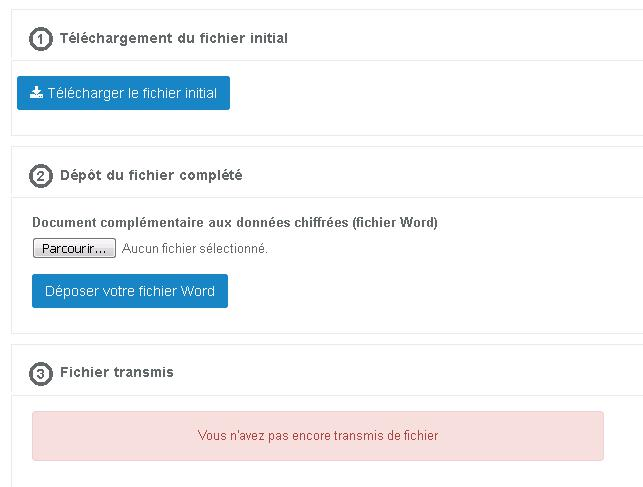 1 Téléchargement du fichier initial
Télécharger le fichier initial
2 Dépôt du fichier complété
Document complémentaire aux données chiffrées (fichier Word)
Parcourir... Aucun fichier sélectionné.
Déposer votre fichier Word
3 Fichier transmis
Vous n'avez pas encore transmis de fichier